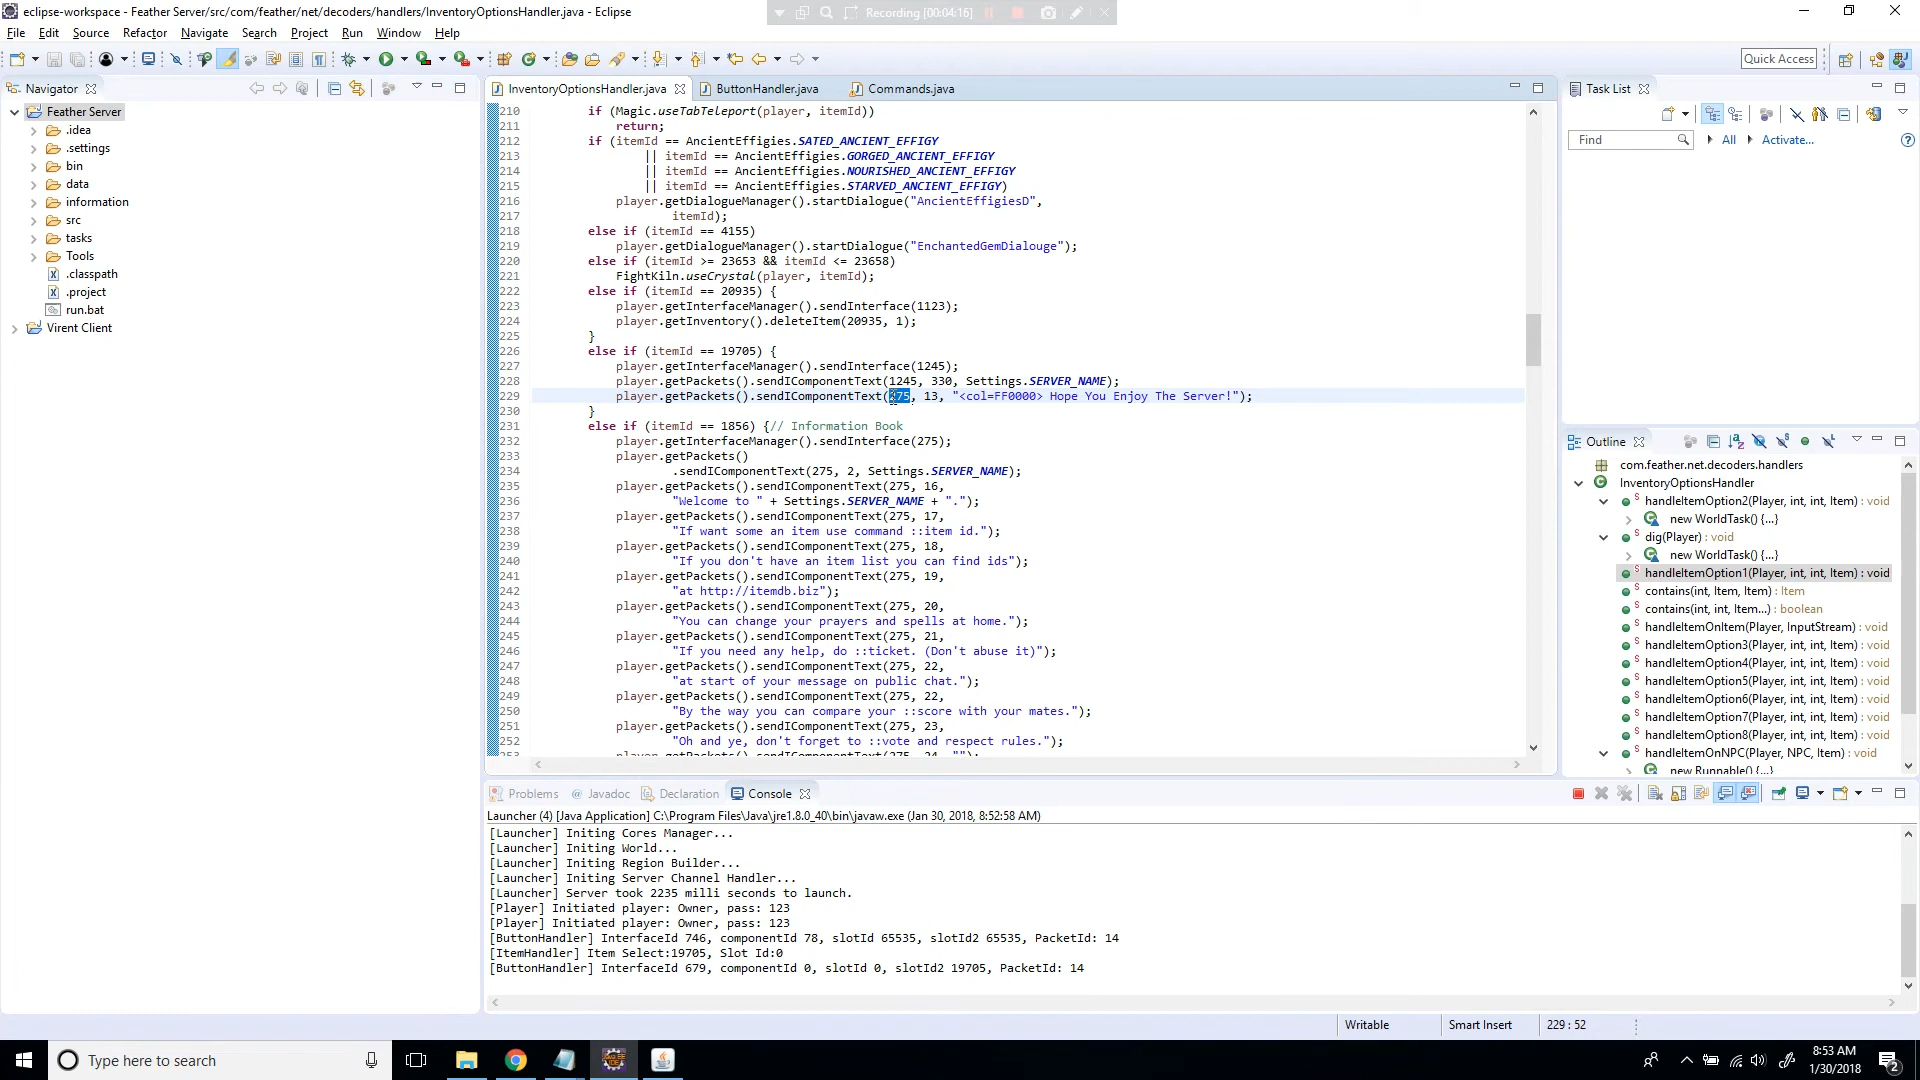 eclipse-workspace - Feather Server/src/com/feather/net/decoders/handlers/InventoryOptionsHandler.java - Eclipse
Recording [00:04:16]
File Edit Source Refactor Navigate Search Project Run Window Help
Quick Access
Navigator
Feather Server
.idea
.settings
bin
data
information
src
tasks
Tools
.classpath
.project
run.bat
Virent Client
InventoryOptionsHandler.java ButtonHandler.java Commands.java
210 if (Magic.useTabTeleport(player, itemId))
211 return;
212 if (itemId == AncientEffigies.SATED_ANCIENT_EFFIGY
213 || itemId == AncientEffigies.GORGED_ANCIENT_EFFIGY
214 || itemId == AncientEffigies.NOURISHED_ANCIENT_EFFIGY
215 || itemId == AncientEffigies.STARVED_ANCIENT_EFFIGY)
216 player.getDialogueManager().startDialogue("AncientEffigiesD",
217 itemId);
218 else if (itemId == 4155)
219 player.getDialogueManager().startDialogue("EnchantedGemDialouge");
220 else if (itemId >= 23653 && itemId <= 23658)
221 FightKiln.useCrystal(player, itemId);
222 else if (itemId == 20935) {
223 player.getInterfaceManager().sendInterface(1123);
224 player.getInventory().deleteItem(20935, 1);
225 }
226 else if (itemId == 19705) {
227 player.getInterfaceManager().sendInterface(1245);
228 player.getPackets().sendIComponentText(1245, 330, Settings.SERVER_NAME);
229 player.getPackets().sendIComponentText(275, 13, "<col=FF0000> Hope You Enjoy The Server!");
230 }
231 else if (itemId == 1856) {// Information Book
232 player.getInterfaceManager().sendInterface(275);
233 player.getPackets()
234 .sendIComponentText(275, 2, Settings.SERVER_NAME);
235 player.getPackets().sendIComponentText(275, 16,
236 "Welcome to " + Settings.SERVER_NAME + ".");
237 player.getPackets().sendIComponentText(275, 17,
238 "If want some an item use command ::item id.");
239 player.getPackets().sendIComponentText(275, 18,
240 "If you don't have an item list you can find ids");
241 player.getPackets().sendIComponentText(275, 19,
242 "at http://itemdb.biz");
243 player.getPackets().sendIComponentText(275, 20,
244 "You can change your prayers and spells at home.");
245 player.getPackets().sendIComponentText(275, 21,
246 "If you need any help, do ::ticket. (Don't abuse it)");
247 player.getPackets().sendIComponentText(275, 22,
248 "at start of your message on public chat.");
249 player.getPackets().sendIComponentText(275, 22,
250 "By the way you can compare your ::score with your mates.");
251 player.getPackets().sendIComponentText(275, 23,
252 "Oh and ye, don't forget to ::vote and respect rules.");
253 player.getPackets().sendIComponentText(275, 24, "");
Task List
Find All Activate...
Outline
com.feather.net.decoders.handlers
InventoryOptionsHandler
handleItemOption2(Player, int, int, Item) : void
new WorldTask() {...}
dig(Player) : void
new WorldTask() {...}
handleItemOption1(Player, int, int, Item) : void
contains(int, Item, Item) : Item
contains(int, int, Item...) : boolean
handleItemOnItem(Player, InputStream) : void
handleItemOption3(Player, int, int, Item) : void
handleItemOption4(Player, int, int, Item) : void
handleItemOption5(Player, int, int, Item) : void
handleItemOption6(Player, int, int, Item) : void
handleItemOption7(Player, int, int, Item) : void
handleItemOption8(Player, int, int, Item) : void
handleItemOnNPC(Player, NPC, Item) : void
new Runnable() {...}
Problems Javadoc Declaration Console
Launcher (4) [Java Application] C:\Program Files\Java\jre1.8.0_40\bin\javaw.exe (Jan 30, 2018, 8:52:58 AM)
[Launcher] Initing Cores Manager...
[Launcher] Initing World...
[Launcher] Initing Region Builder...
[Launcher] Initing Server Channel Handler...
[Launcher] Server took 2235 milli seconds to launch.
[Player] Initiated player: Owner, pass: 123
[Player] Initiated player: Owner, pass: 123
[ButtonHandler] InterfaceId 746, componentId 78, slotId 65535, slotId2 65535, PacketId: 14
[ItemHandler] Item Select:19705, Slot Id:0
[ButtonHandler] InterfaceId 679, componentId 0, slotId 0, slotId2 19705, PacketId: 14
Writable Smart Insert 229 : 52
Type here to search
8:53 AM
1/30/2018
2